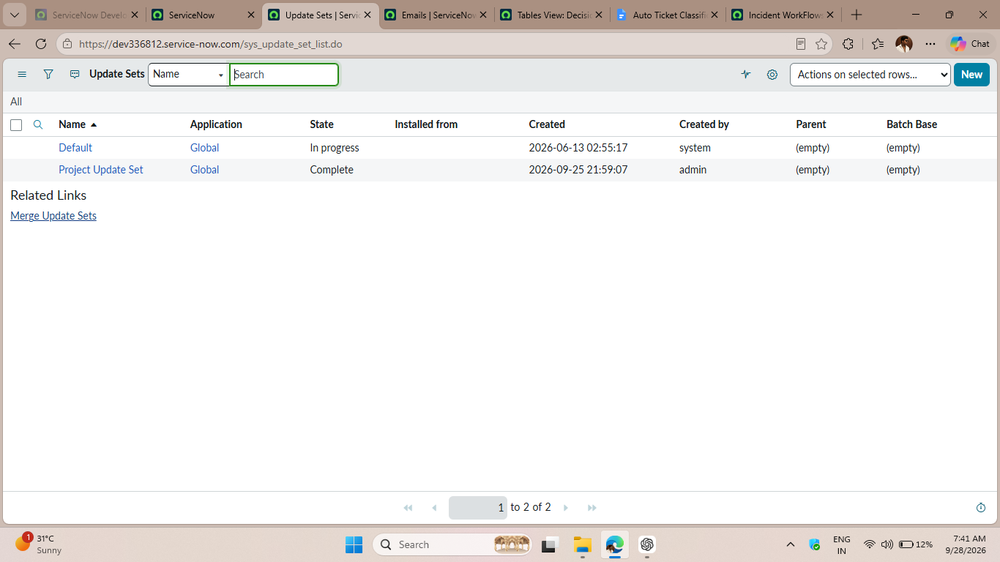 ServiceNow Develo
ServiceNow
Update Sets | Servic
Emails | ServiceNow
Tables View: Decisi
Auto Ticket Classifi
Incident WorkFlow
https://dev336812.service-now.com/sys_update_set_list.do
Chat
Update Sets Name Search Actions on selected rows... New
All
Name Application State Installed from Created Created by Parent Batch Base
Default Global In progress 2026-06-13 02:55:17 system (empty) (empty)
Project Update Set Global Complete 2026-09-25 21:59:07 admin (empty) (empty)
Related Links
Merge Update Sets
1 to 2 of 2
1 31°C
Sunny
Search
ENG
IN
12%
7:41 AM
9/28/2026